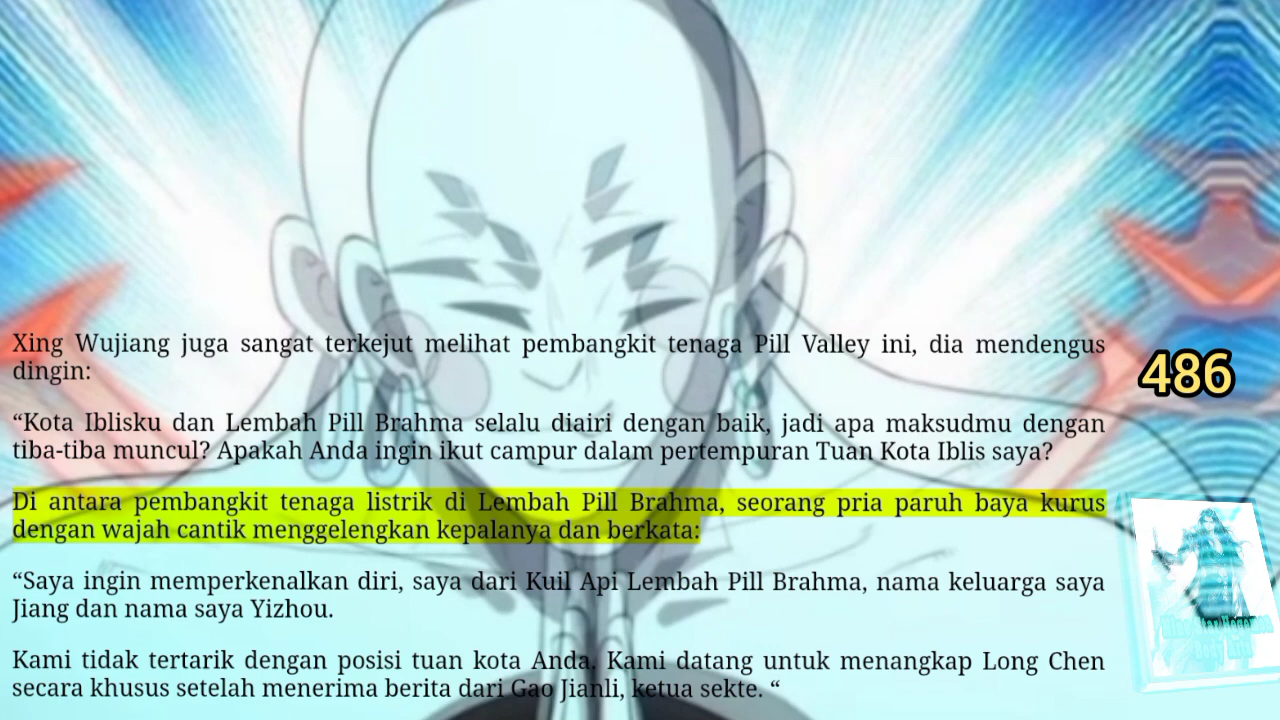 Xing Wujiang juga sangat terkejut melihat pembangkit tenaga Pill Valley ini, dia mendengus
dingin:
“Kota Iblisku dan Lembah Pill Brahma selalu diairi dengan baik, jadi apa maksudmu dengan
tiba-tiba muncul? Apakah Anda ingin ikut campur dalam pertempuran Tuan Kota Iblis saya?
Di antara pembangkit tenaga listrik di Lembah Pill Brahma, seorang pria paruh baya kurus
dengan wajah cantik menggelengkan kepalanya dan berkata:
“Saya ingin memperkenalkan diri, saya dari Kuil Api Lembah Pill Brahma, nama keluarga saya
Jiang dan nama saya Yizhou.
Kami tidak tertarik dengan posisi tuan kota Anda. Kami datang untuk menangkap Long Chen
secara khusus setelah menerima berita dari Gao Jianli, ketua sekte. “
486